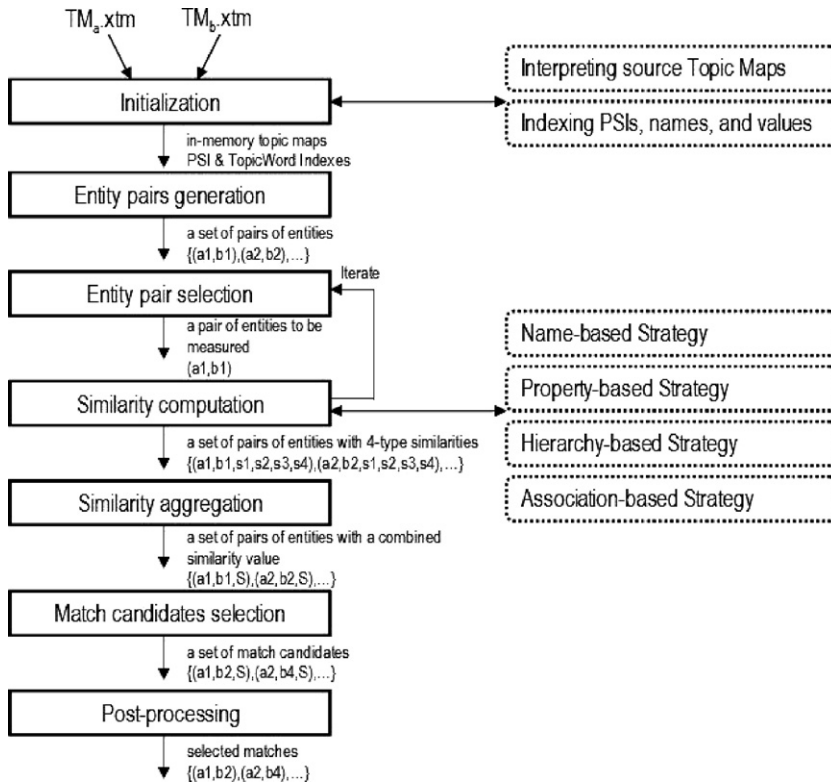 TMa.xtm TMb.xtm
Initialization
Interpreting source Topic Maps
Indexing PSIs, names, and values
in-memory topic maps
PSI & TopicWord Indexes
Entity pairs generation
a set of pairs of entities
{(a1,b1),(a2,b2),...}
Iterate
Entity pair selection
a pair of entities to be
measured
(a1,b1)
Similarity computation
Name-based Strategy
Property-based Strategy
Hierarchy-based Strategy
Association-based Strategy
a set of pairs of entities with 4-type similarities
{(a1,b1,s1,s2,s3,s4),(a2,b2,s1,s2,s3,s4),...}
Similarity aggregation
a set of pairs of entities with a combined
similarity value
{(a1,b1,S),(a2,b2,S),...}
Match candidates selection
a set of match candidates
{(a1,b2,S),(a2,b4,S),...}
Post-processing
selected matches
{(a1,b2),(a2,b4),...}